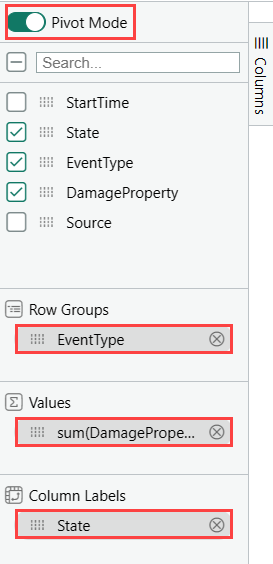 Pivot Mode
Search...
StartTime
State
EventType
DamageProperty
Source
Columns
Row Groups
EventType
Values
sum(DamagePrope...
Column Labels
State